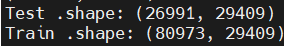 Test .shape: (26991, 29409)
Train .shape: (80973, 29409)